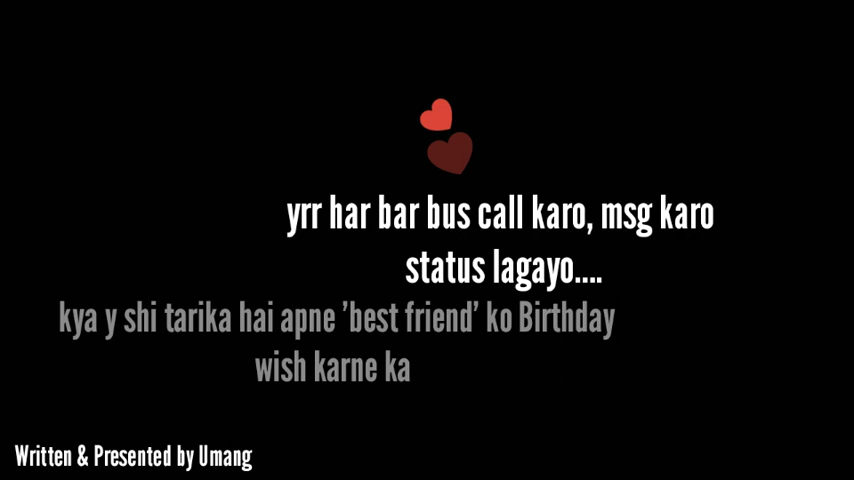 yrr har bar bus call karo, msg karo
status lagayo....
kya y shi tarika hai apne 'best friend' ko Birthday
wish karne ka
Written & Presented by Umang